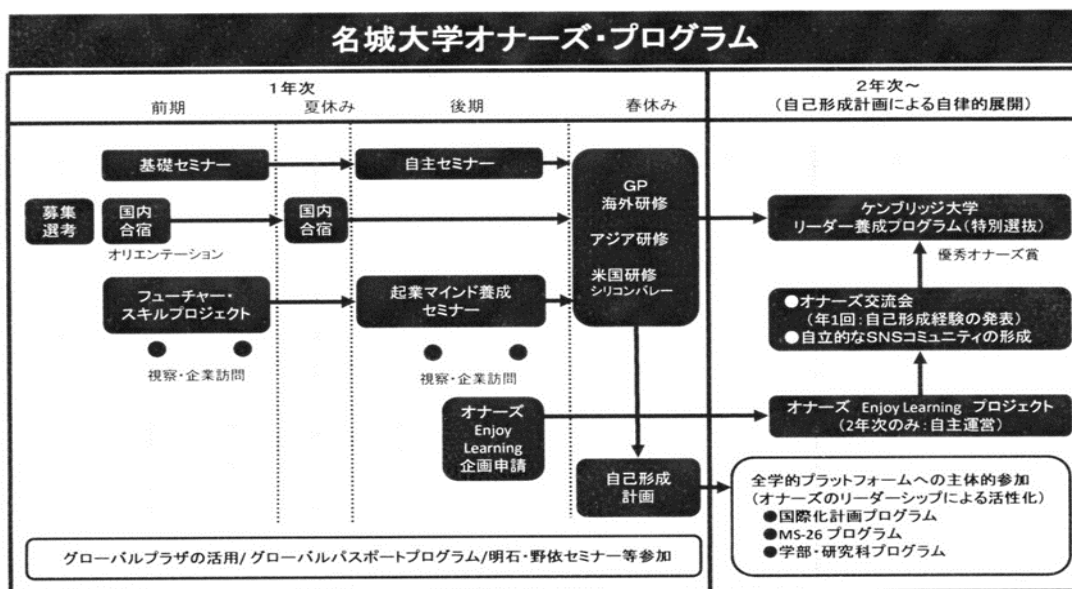 名城大学オナーズ・プログラム
1年次
前期
夏休み
後期
春休み
2年次～
(自己形成計画による自律的展開)
基礎セミナー
自主セミナー
募集
選考
国内
合宿
オリエンテーション
国内
合宿
フューチャー・
スキルプロジェクト
起業マインド養成
セミナー
●
●
視察・企業訪問
●
●
視察・企業訪問
GP
海外研修
アジア研修
米国研修
シリコンバレー
オナーズ
Enjoy
Learning
企画申請
自己形成
計画
グローバルプラザの活用/グローバルパスポートプログラム/明石・野依セミナー等参加
ケンブリッジ大学
リーダー養成プログラム(特別選抜)
優秀オナーズ賞
●オナーズ交流会
(年1回:自己形成経験の発表)
●自立的なSNSコミュニティの形成
オナーズ Enjoy Learning プロジェクト
(2年次のみ:自主運営)
全学的プラットフォームへの主体的参加
(オナーズのリーダーシップによる活性化)
●国際化計画プログラム
●MS-26 プログラム
●学部・研究科プログラム